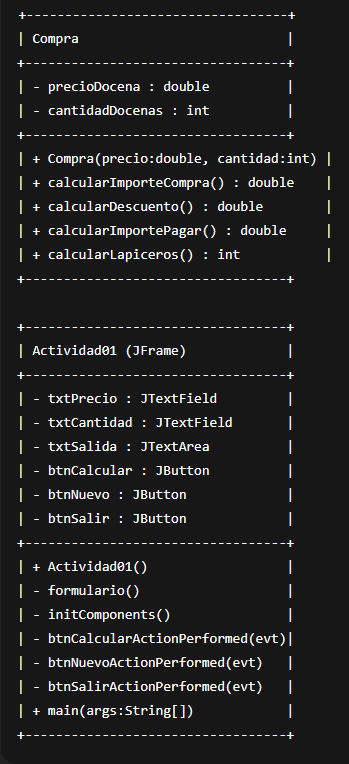 +----------------------------------+
| Compra                           |
+---------------------------------+
| - precioDocena : double          |
| - cantidadDocenas : int          |
+---------------------------------+
| + Compra(precio:double, cantidad:int) |
| + calcularImporteCompra() : double    |
| + calcularDescuento() : double        |
| + calcularImportePagar() : double     |
| + calcularLapiceros() : int           |
+---------------------------------+
+---------------------------------+
| Actividad01 (JFrame)             |
+---------------------------------+
| - txtPrecio : JTextField         |
| - txtCantidad : JTextField       |
| - txtSalida : JTextArea          |
| - btnCalcular : JButton          |
| - btnNuevo : JButton             |
| - btnSalir : JButton             |
+---------------------------------+
| + Actividad01()                  |
| - formulario()                   |
| - initComponents()               |
| - btnCalcularActionPerformed(evt)|
| - btnNuevoActionPerformed(evt)   |
| - btnSalirActionPerformed(evt)   |
| + main(args:String[])            |
+---------------------------------+